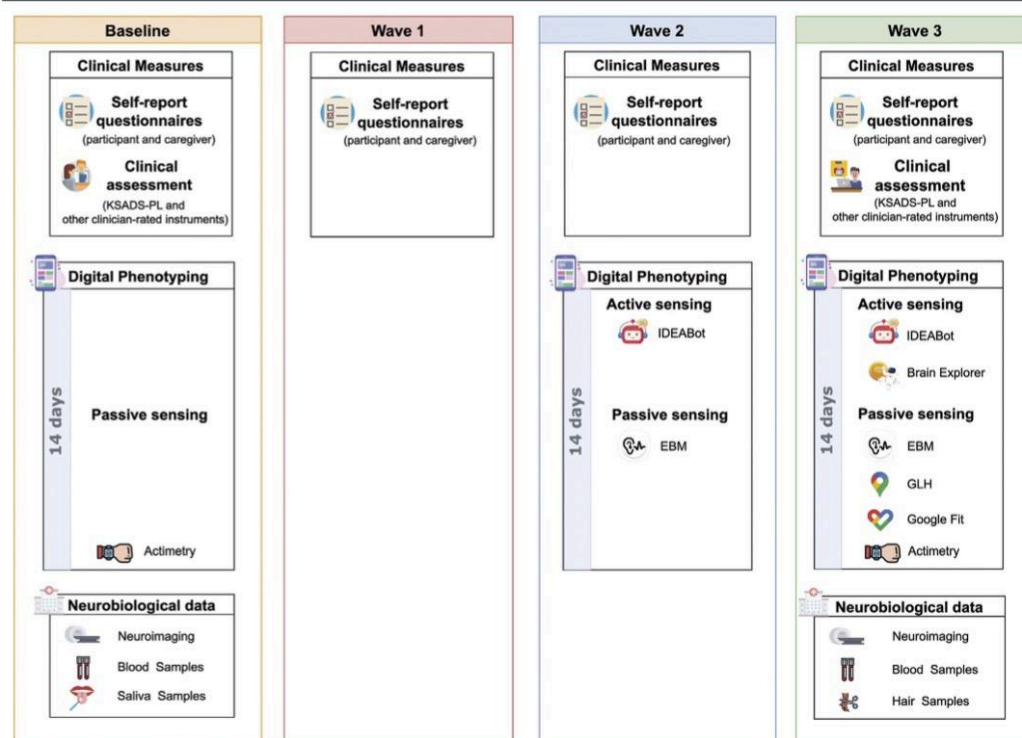 Baseline
Clinical Measures
Self-report
questionnaires
(participant and caregiver)
Clinical
assessment
(KSADS-PL and
other clinician-rated instruments)
Digital Phenotyping
14 days
Passive sensing
Actimetry
Neurobiological data
Neuroimaging
Blood Samples
Saliva Samples
Wave 1
Clinical Measures
Self-report
questionnaires
(participant and caregiver)
Wave 2
Clinical Measures
Self-report
questionnaires
(participant and caregiver)
Digital Phenotyping
14 days
Active sensing
IDEABot
Passive sensing
EBM
Wave 3
Clinical Measures
Self-report
questionnaires
(participant and caregiver)
Clinical
assessment
(KSADS-PL and
other clinician-rated instruments)
Digital Phenotyping
14 days
Active sensing
IDEABot
Brain Explorer
Passive sensing
EBM
GLH
Google Fit
Actimetry
Neurobiological data
Neuroimaging
Blood Samples
Hair Samples